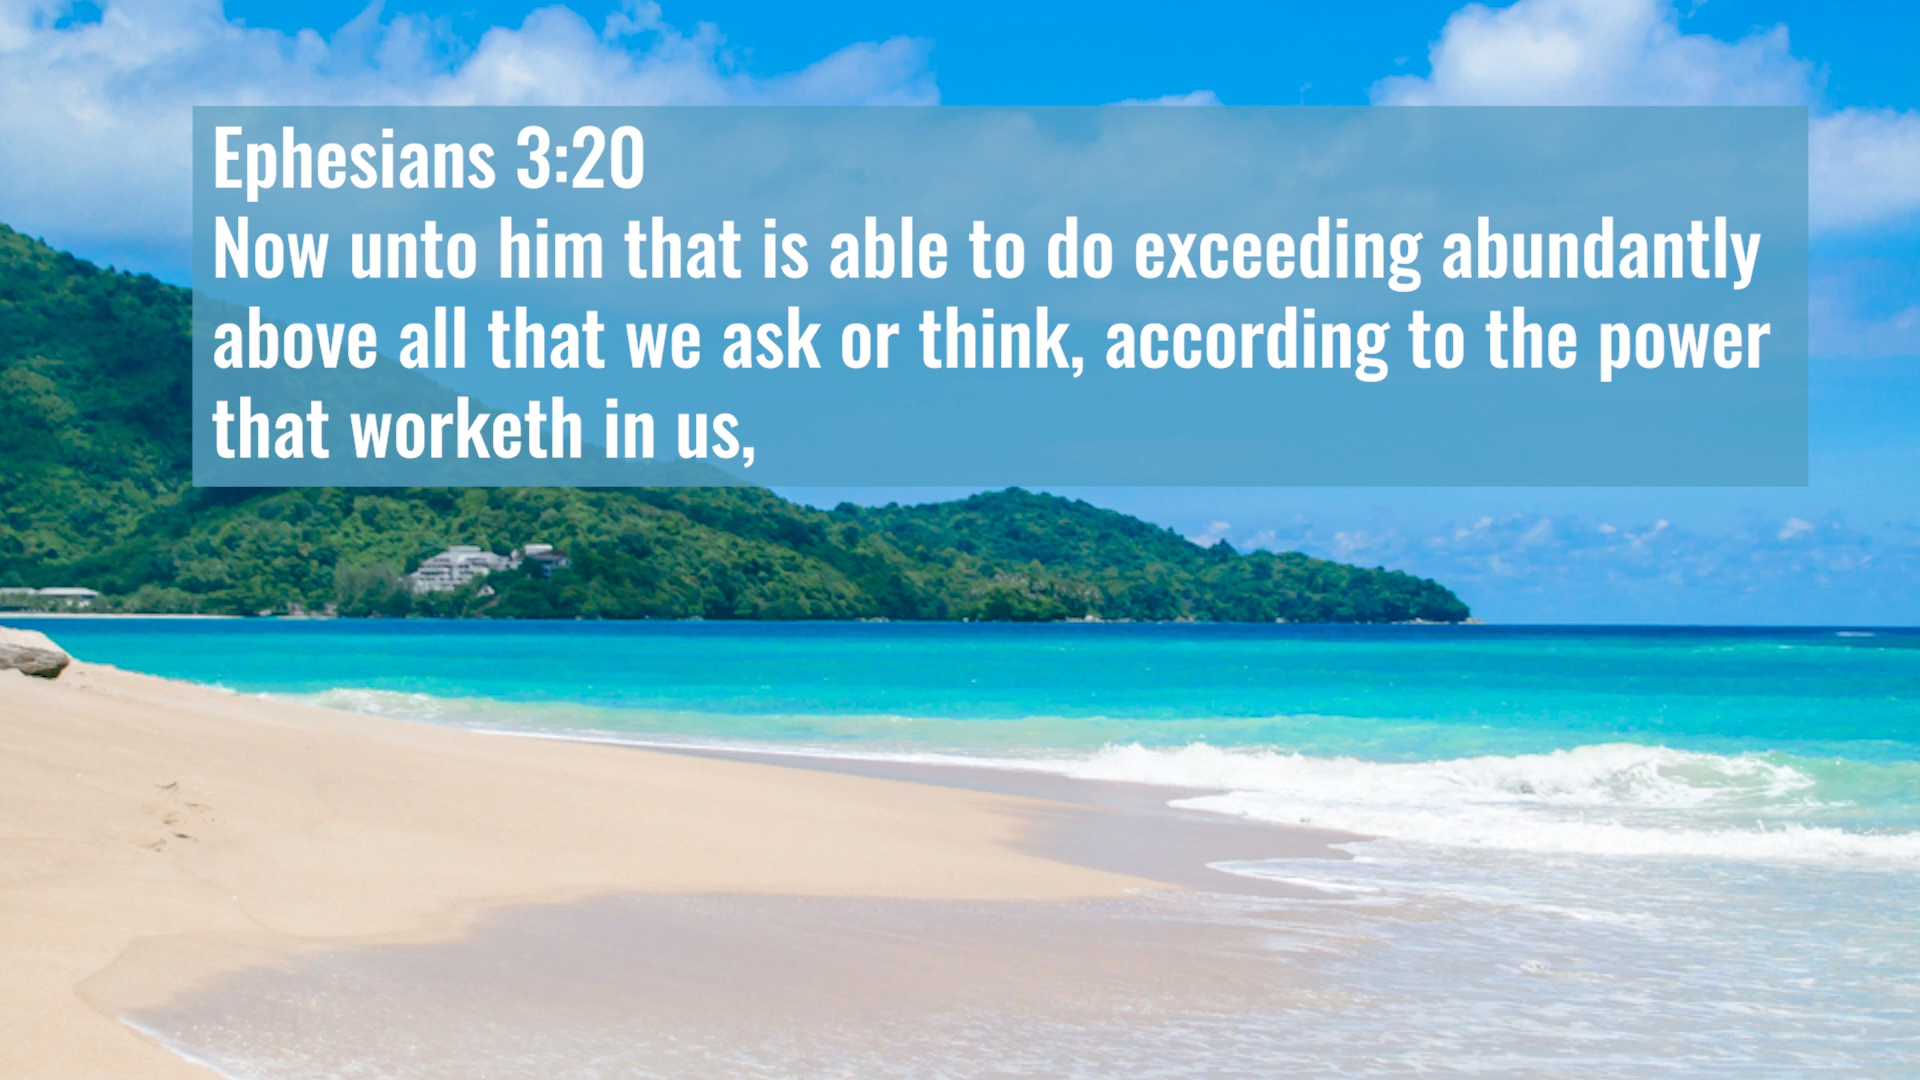 Ephesians 3:20
Now unto him that is able to do exceeding abundantly
above all that we ask or think, according to the power
that worketh in us,